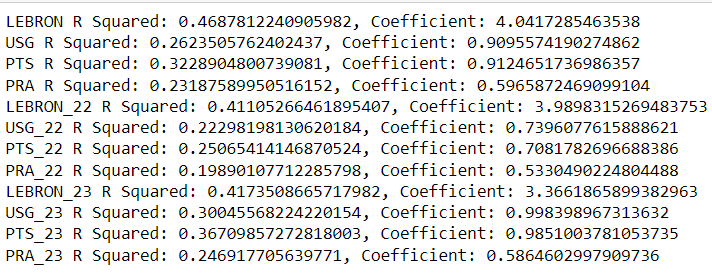 LEBRON R Squared: 0.4687812240905982, Coefficient: 4.0417285463538
USG R Squared: 0.2623505762402437, Coefficient: 0.9095574190274862
PTS R Squared: 0.3228904800739081, Coefficient: 0.9124651736986357
PRA R Squared: 0.23187589950516152, Coefficient: 0.5965872469099104
LEBRON_22 R Squared: 0.41105266461895407, Coefficient: 3.9898315269483753
USG_22 R Squared: 0.22298198130620184, Coefficient: 0.7396077615888621
PTS_22 R Squared: 0.25065414146870524, Coefficient: 0.7081782696688386
PRA_22 R Squared: 0.19890107712285798, Coefficient: 0.5330490224804488
LEBRON_23 R Squared: 0.4173508665717982, Coefficient: 3.3661865899382963
USG_23 R Squared: 0.30045568224220154, Coefficient: 0.998398967313632
PTS_23 R Squared: 0.36709857272818003, Coefficient: 0.9851003781053735
PRA_23 R Squared: 0.246917705639771, Coefficient: 0.5864602997909736